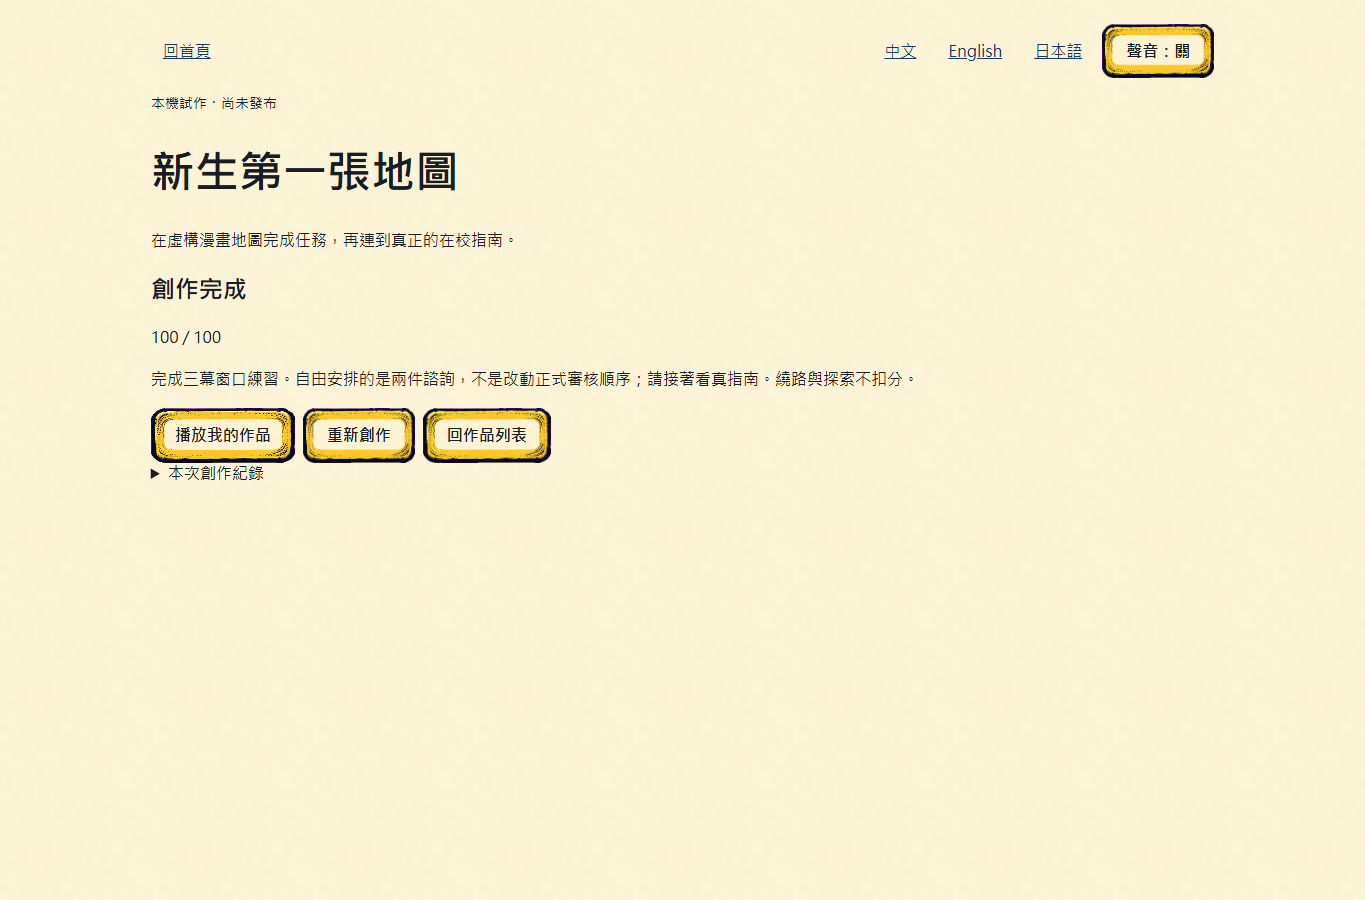 回首頁
中文 English 日本語 聲音：關
本機試作・尚未發布
新生第一張地圖
在虛構漫畫地圖完成任務，再連到真正的在校指南。
創作完成
100 / 100
完成三幕窗口練習。自由安排的是兩件諮詢，不是改動正式審核順序；請接著看真指南。繞路與探索不扣分。
播放我的作品 重新創作 回作品列表
本次創作紀錄